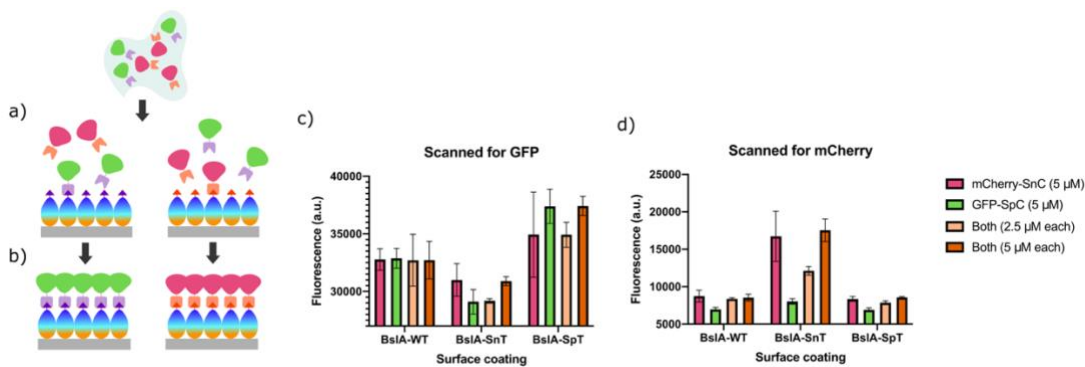 a)
b)
c)
Scanned for GFP
Fluorescence (a.u.)
40000
35000
30000
BslA-WT
BslA-SnT
BslA-SpT
Surface coating
d)
Scanned for mCherry
Fluorescence (a.u.)
25000
20000
15000
10000
5000
BslA-WT
BslA-SnT
BslA-SpT
Surface coating
mCherry-SnC (5 μM)
GFP-SpC (5 μM)
Both (2.5 μM each)
Both (5 μM each)